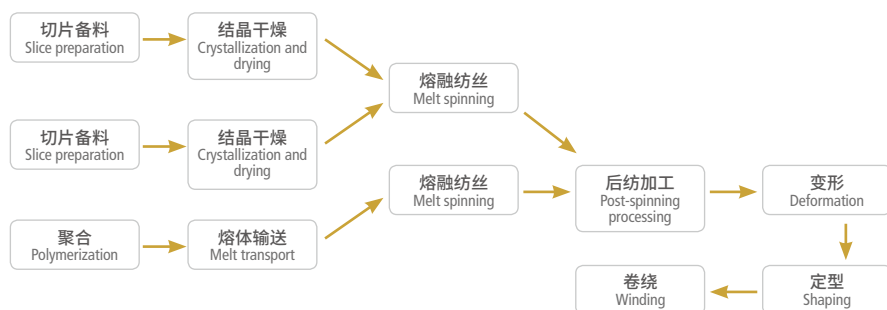 切片备料
Slice preparation
结晶干燥
Crystallization and
drying
熔融纺丝
Melt spinning
切片备料
Slice preparation
结晶干燥
Crystallization and
drying
熔融纺丝
Melt spinning
后纺加工
Post-spinning
processing
变形
Deformation
聚合
Polymerization
熔体输送
Melt transport
卷绕
Winding
定型
Shaping